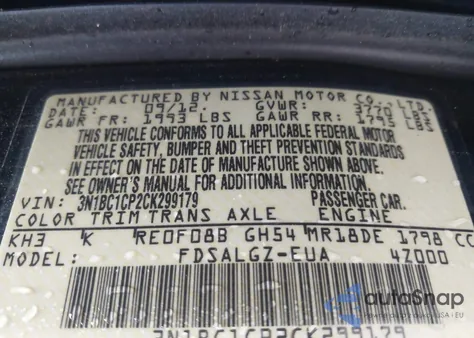 MANUFACTURED BY NISSAN MOTOR CO., LTD.
DATE: 09/12 GVWR: 3770 LBS
GAWR FR: 1993 LBS GAWR RR: 1790 LBS
THIS VEHICLE CONFORMS TO ALL APPLICABLE FEDERAL MOTOR
VEHICLE SAFETY, BUMPER AND THEFT PREVENTION STANDARDS
IN EFFECT ON THE DATE OF MANUFACTURE SHOWN ABOVE.
SEE OWNER'S MANUAL FOR ADDITIONAL INFORMATION.
VIN: 3N1BC1CP2CK299179 PASSENGER CAR.
COLOR TRIM TRANS AXLE ENGINE
KH3 K RE0F08B GH54 MR18DE 1798 CC
MODEL: FDSALGZ-EUA 4Z000
3N1BC1CP2CK299179
autoSnap